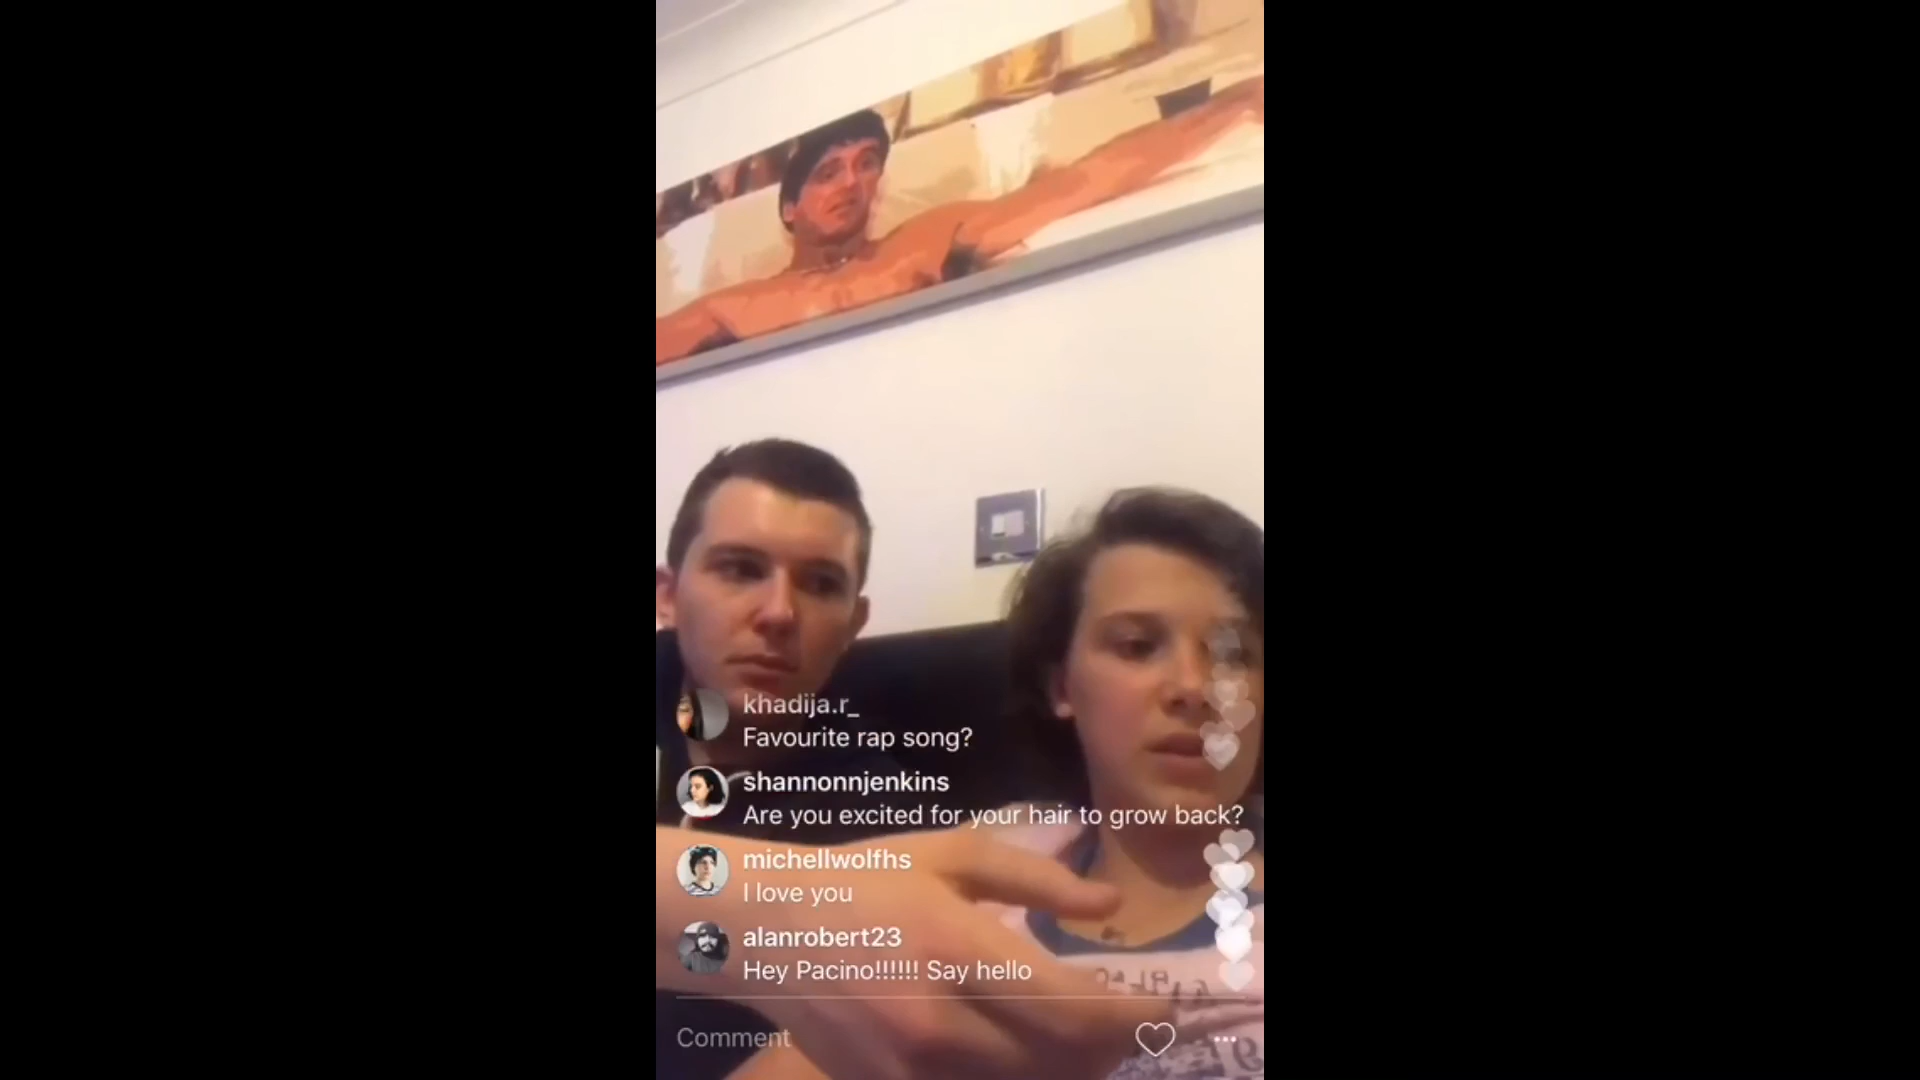 khadija.r_
Favourite rap song?
shannonnjenkins
Are you excited for your hair to grow back?
michellwolfhs
I love you
alanrobert23
Hey Pacino!!!!!! Say hello
Comment